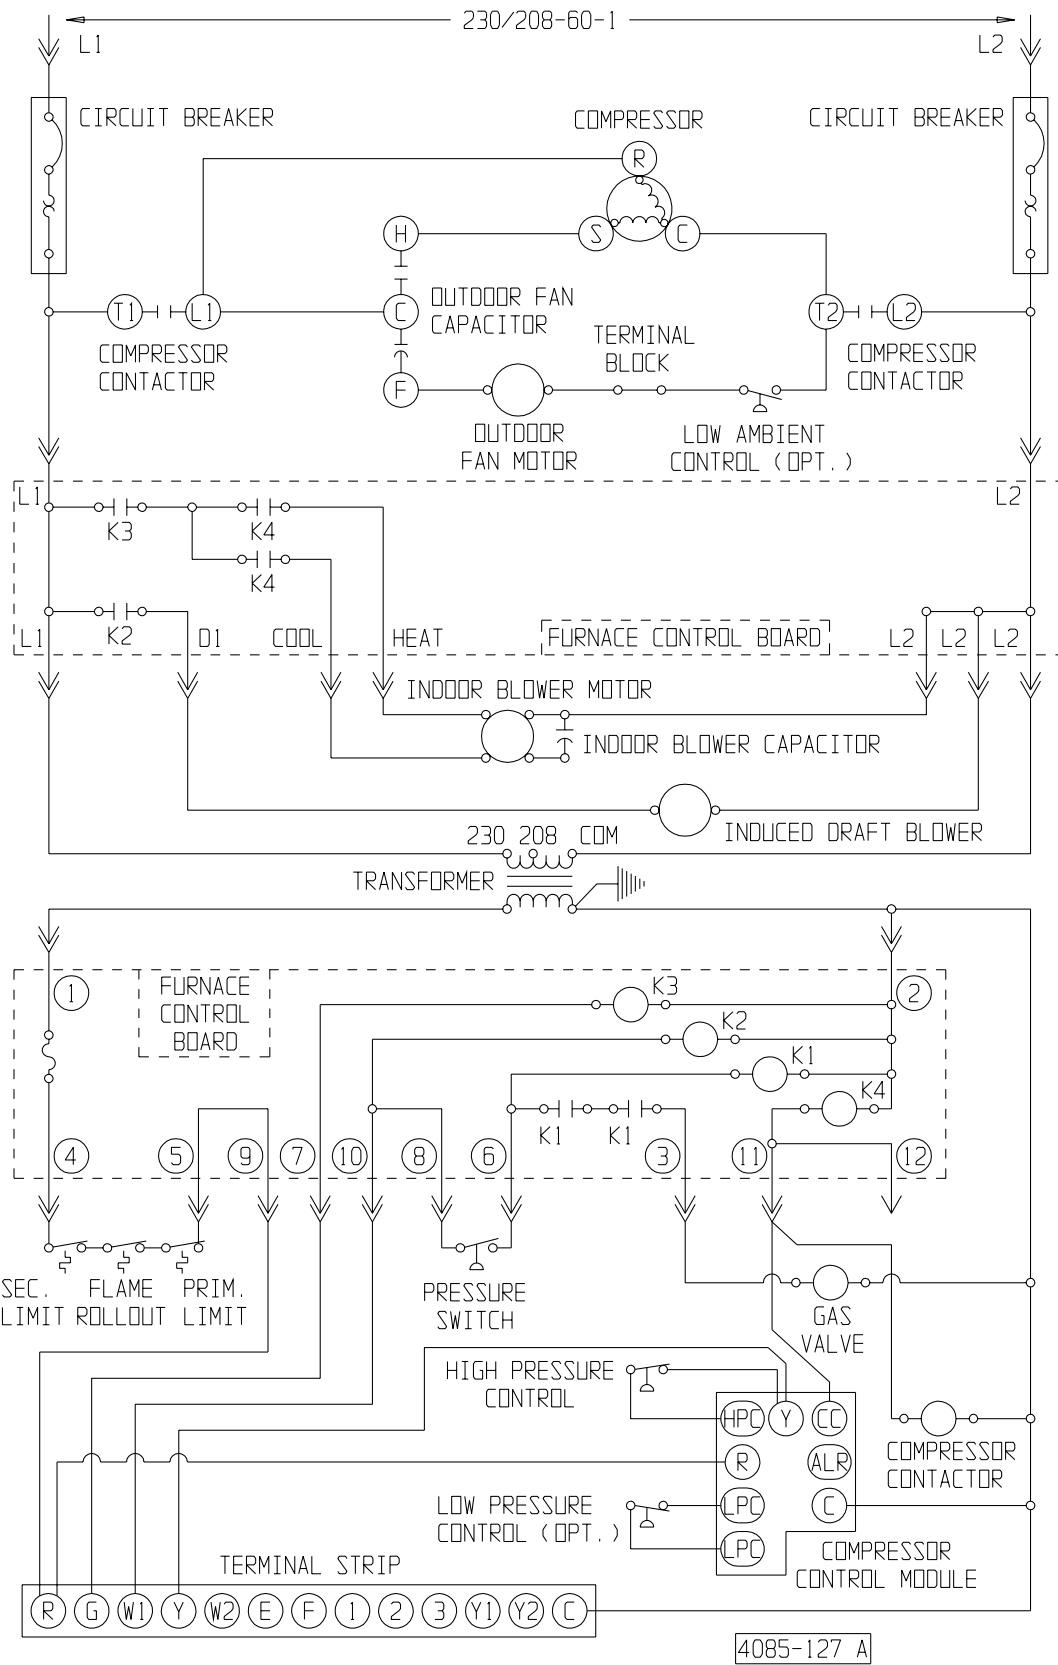 230/208-60-1
L1
L2
CIRCUIT BREAKER
COMPRESSOR
CIRCUIT BREAKER
R
H
S
C
T1
L1
C
OUTDOOR FAN
CAPACITOR
T2
L2
COMPRESSOR
CONTACTOR
TERMINAL
BLOCK
COMPRESSOR
CONTACTOR
F
OUTDOOR
FAN MOTOR
LOW AMBIENT
CONTROL (OPT.)
L1
L2
K3
K4
K4
K2
L1
D1
COOL
HEAT
FURNACE CONTROL BOARD
L2
L2
L2
INDOOR BLOWER MOTOR
INDOOR BLOWER CAPACITOR
INDUCED DRAFT BLOWER
230 208 COM
TRANSFORMER
1
FURNACE
CONTROL
BOARD
K3
2
K2
K1
K4
K1
K1
4
5
9
7
10
8
6
3
11
12
SEC.
LIMIT
FLAME
ROLLOUT
PRIM.
LIMIT
PRESSURE
SWITCH
GAS
VALVE
HIGH PRESSURE
CONTROL
HPC
Y
CC
COMPRESSOR
CONTACTOR
R
ALR
LOW PRESSURE
CONTROL (OPT.)
LPC
C
LPC
COMPRESSOR
CONTROL MODULE
TERMINAL STRIP
R G W1 Y W2 E F 1 2 3 Y1 Y2 C
4085-127 A